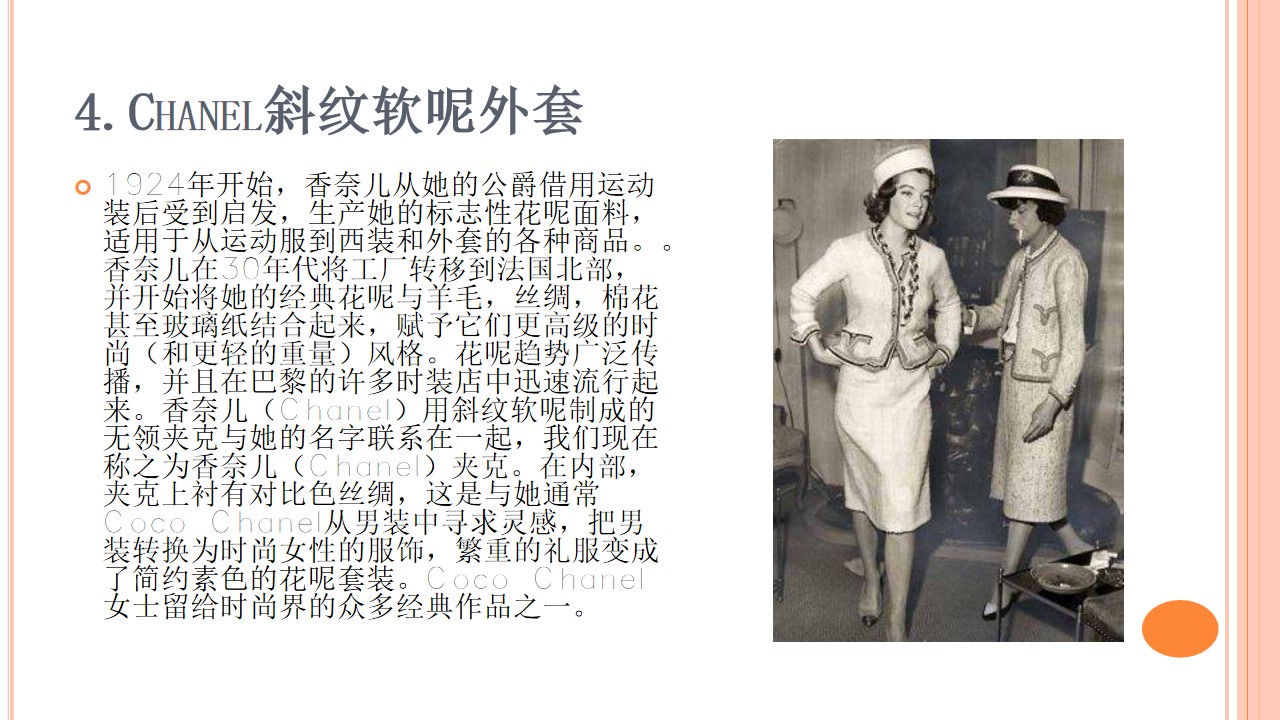 4.CHANEL斜纹软呢外套
1924年开始，香奈儿从她的公爵借用运动
装后受到启发，生产她的标志性花呢面料，
适用于从运动服到西装和外套的各种商品。。
香奈儿在30年代将工厂转移到法国北部，
并开始将她的经典花呢与羊毛，丝绸，棉花
甚至玻璃纸结合起来，赋予它们更高级的时
尚（和更轻的重量）风格。花呢趋势广泛传
播，并且在巴黎的许多时装店中迅速流行起
来。香奈儿（Chanel）用斜纹软呢制成的
无领夹克与她的名字联系在一起，我们现在
称之为香奈儿（Chanel）夹克。在内部，
夹克上衬有对比色丝绸，这是与她通常
Coco Chanel从男装中寻求灵感，把男
装转换为时尚女性的服饰，繁重的礼服变成
了简约素色的花呢套装。Coco Chanel
女士留给时尚界的众多经典作品之一。